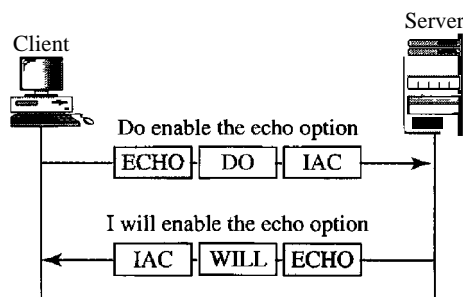 Server
Client
Do enable the echo option
ECHO DO IAC
I will enable the echo option
IAC WILL ECHO